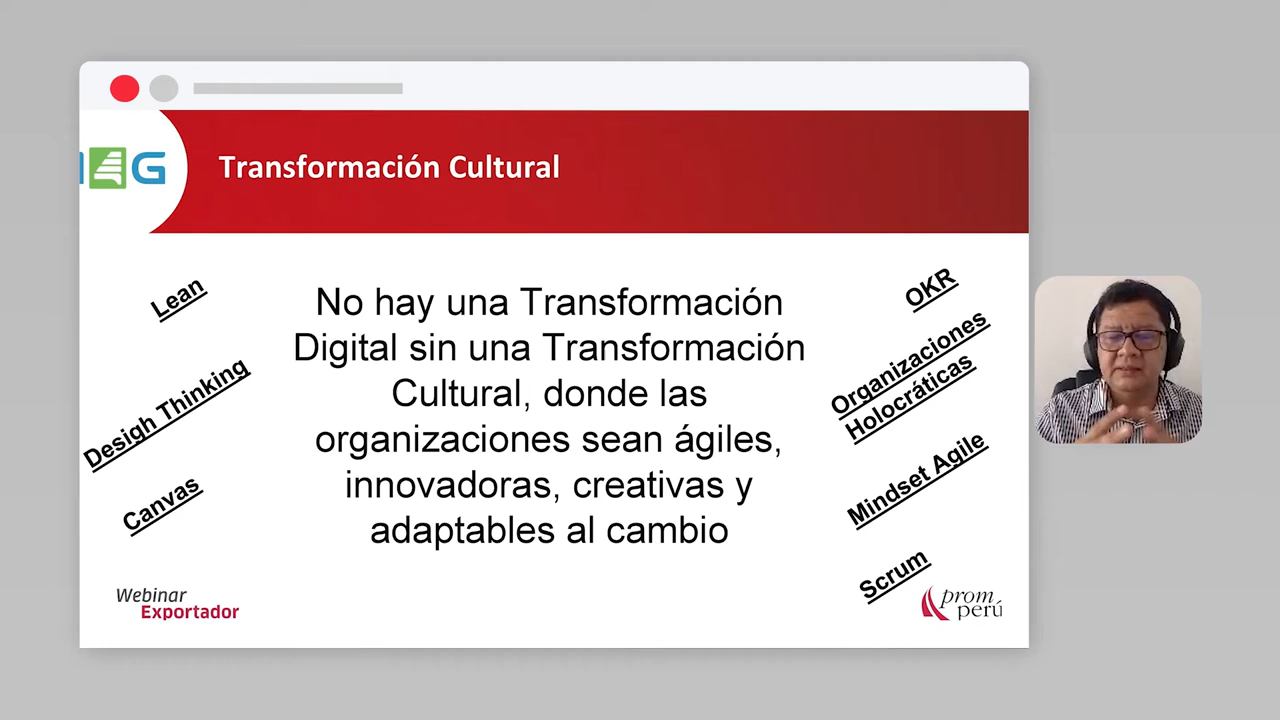 G
Transformación Cultural
Lean
Desigh Thinking
Canvas
No hay una Transformación
Digital sin una Transformación
Cultural, donde las
organizaciones sean ágiles,
innovadoras, creativas y
adaptables al cambio
OKR
Organizaciones
Holocráticas
Mindset Agile
Scrum
Webinar
Exportador
prom
perú